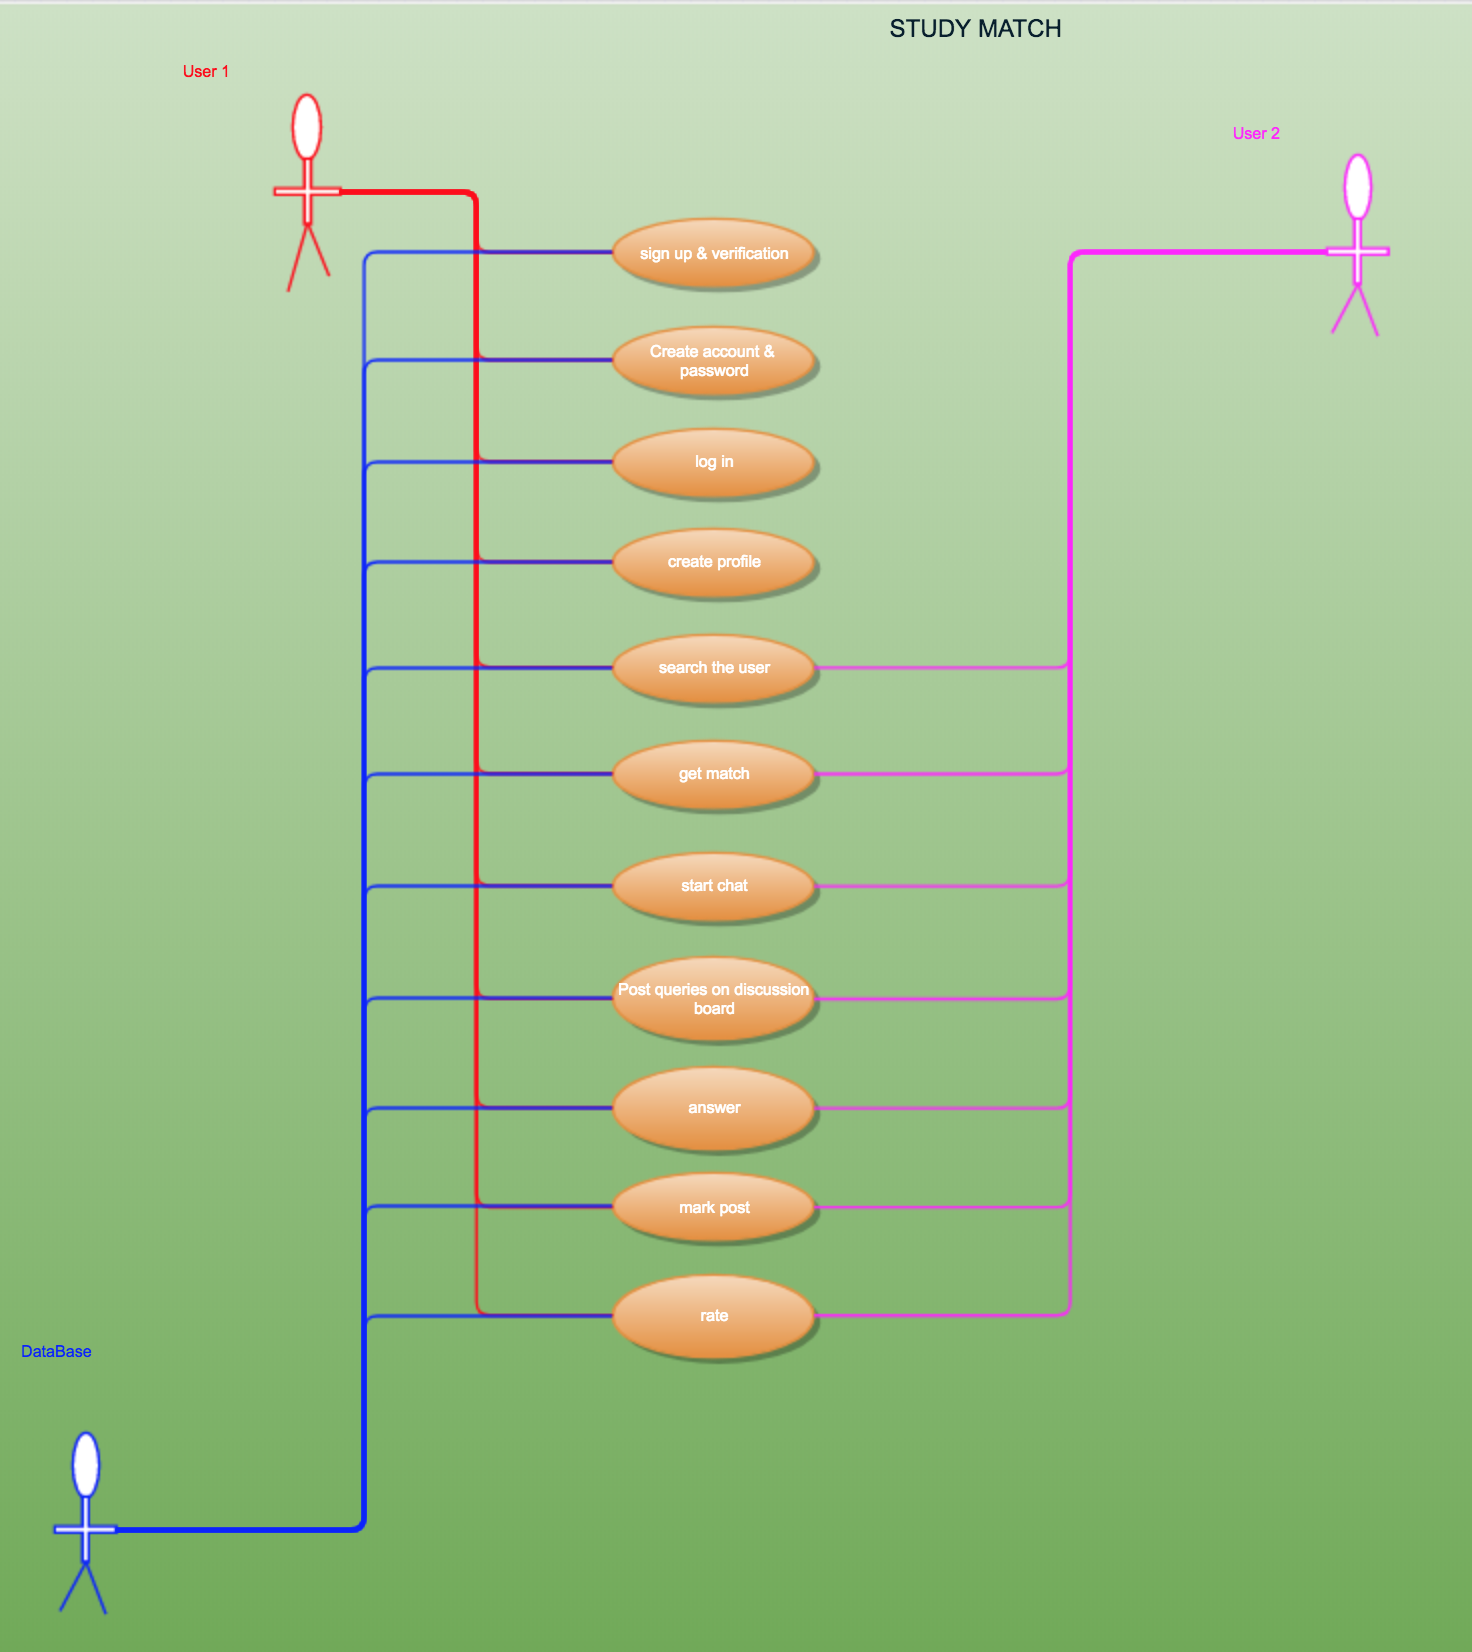 STUDY MATCH
User 1
User 2
sign up & verification
Create account &
password
log in
create profile
search the user
get match
start chat
Post queries on discussion
board
answer
mark post
rate
DataBase